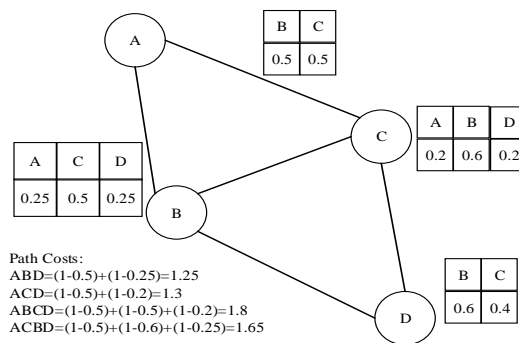 B C
0.5 0.5
A
A B D
0.2 0.6 0.2
C
A C D
0.25 0.5 0.25
B
Path Costs:
ABD=(1-0.5)+(1-0.25)=1.25
ACD=(1-0.5)+(1-0.2)=1.3
ABCD=(1-0.5)+(1-0.5)+(1-0.2)=1.8
ACBD=(1-0.5)+(1-0.6)+(1-0.25)=1.65
B C
0.6 0.4
D